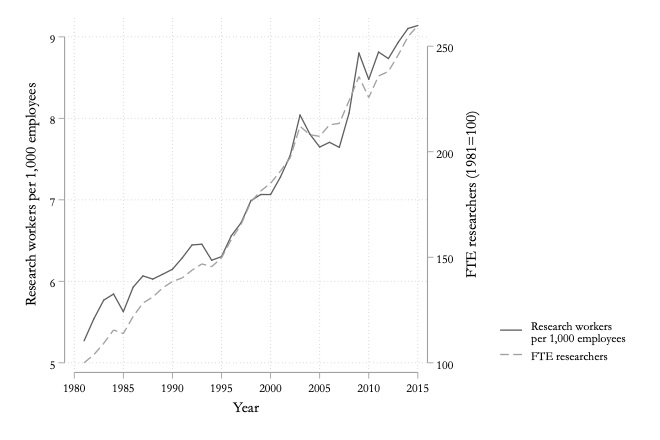 9
8
7
6
5
Research workers per 1,000 employees
250
200
150
100
FTE researchers (1981=100)
1980 1985 1990 1995 2000 2005 2010 2015
Year
Research workers
per 1,000 employees
FTE researchers